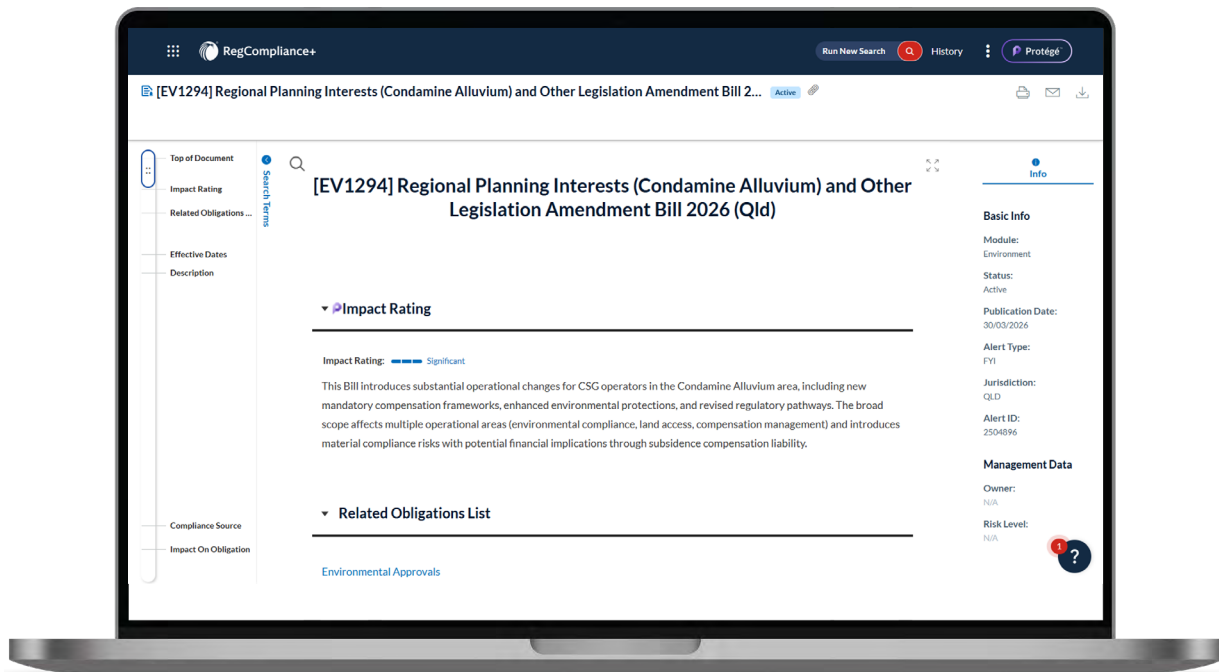 RegCompliance+
Run New Search
History
Protégé™
[EV1294] Regional Planning Interests (Condamine Alluvium) and Other Legislation Amendment Bill 2...
Active
Top of Document
Impact Rating
Related Obligations ...
Effective Dates
Description
Compliance Source
Impact On Obligation
Search Terms
[EV1294] Regional Planning Interests (Condamine Alluvium) and Other
Legislation Amendment Bill 2026 (Qld)
Impact Rating
Impact Rating: Significant
This Bill introduces substantial operational changes for CSG operators in the Condamine Alluvium area, including new
mandatory compensation frameworks, enhanced environmental protections, and revised regulatory pathways. The broad
scope affects multiple operational areas (environmental compliance, land access, compensation management) and introduces
material compliance risks with potential financial implications through subsidence compensation liability.
Related Obligations List
Environmental Approvals
Info
Basic Info
Module:
Environment
Status:
Active
Publication Date:
30/03/2026
Alert Type:
FYI
Jurisdiction:
QLD
Alert ID:
2504896
Management Data
Owner:
N/A
Risk Level:
N/A
1
?